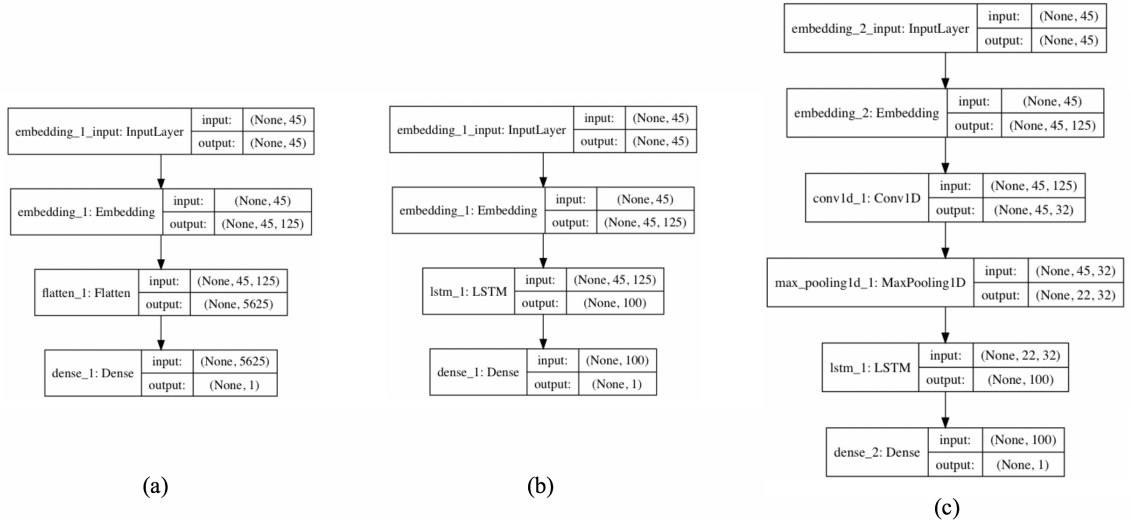 embedding_1_input: InputLayer
input: (None, 45)
output: (None, 45)
embedding_1: Embedding
input: (None, 45)
output: (None, 45, 125)
flatten_1: Flatten
input: (None, 45, 125)
output: (None, 5625)
dense_1: Dense
input: (None, 5625)
output: (None, 1)
(a)
embedding_1_input: InputLayer
input: (None, 45)
output: (None, 45)
embedding_1: Embedding
input: (None, 45)
output: (None, 45, 125)
lstm_1: LSTM
input: (None, 45, 125)
output: (None, 100)
dense_1: Dense
input: (None, 100)
output: (None, 1)
(b)
embedding_2_input: InputLayer
input: (None, 45)
output: (None, 45)
embedding_2: Embedding
input: (None, 45)
output: (None, 45, 125)
conv1d_1: Conv1D
input: (None, 45, 125)
output: (None, 45, 32)
max_pooling1d_1: MaxPooling1D
input: (None, 45, 32)
output: (None, 22, 32)
lstm_1: LSTM
input: (None, 22, 32)
output: (None, 100)
dense_2: Dense
input: (None, 100)
output: (None, 1)
(c)